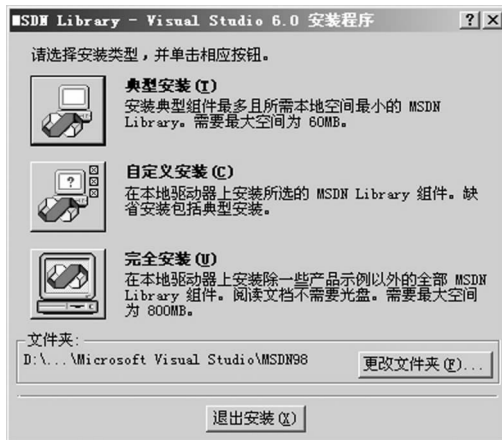 MSDN Library - Visual Studio 6.0 安装程序
请选择安装类型，并单击相应按钮。
典型安装(T)
安装典型组件最多且所需本地空间最小的 MSDN
Library。需要最大空间为 60MB。
自定义安装(C)
在本地驱动器上安装所选的 MSDN Library 组件。缺
省安装包括典型安装。
完全安装(U)
在本地驱动器上安装除一些产品示例以外的全部 MSDN
Library 组件。阅读文档不需要光盘。需要最大空间
为 800MB。
文件夹:
D:\...\Microsoft Visual Studio\MSDN98
更改文件夹(F)...
退出安装(X)